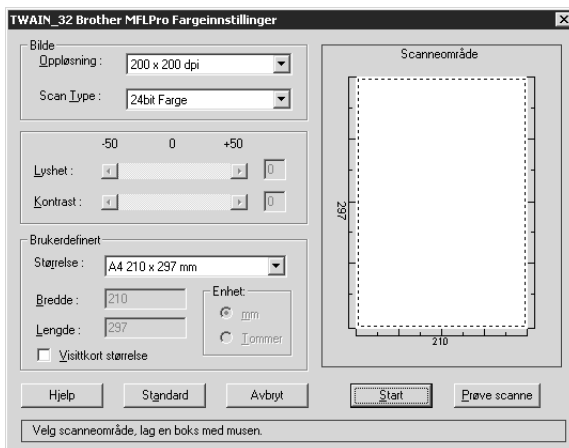 TWAIN_32 Brother MFLPro Fargeinnstillinger
Bilde
Oppløsning : 200 x 200 dpi
Scan Type : 24bit Farge
-50 0 +50
Lyshet : 0
Kontrast : 0
Brukerdefinert
Størrelse : A4 210 x 297 mm
Bredde : 210
Lengde : 297
Enhet:
mm
Tommer
Visittkort størrelse
Scanneområde
297
210
Hjelp Standard Avbryt Start Prøve scanne
Velg scanneområde, lag en boks med musen.